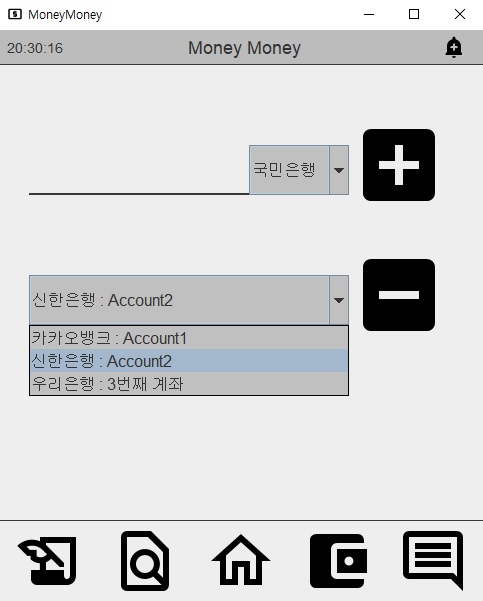 MoneyMoney
20:30:16 Money Money
국민은행
신한은행 : Account2
카카오뱅크 : Account1
신한은행 : Account2
우리은행 : 3번째 계좌